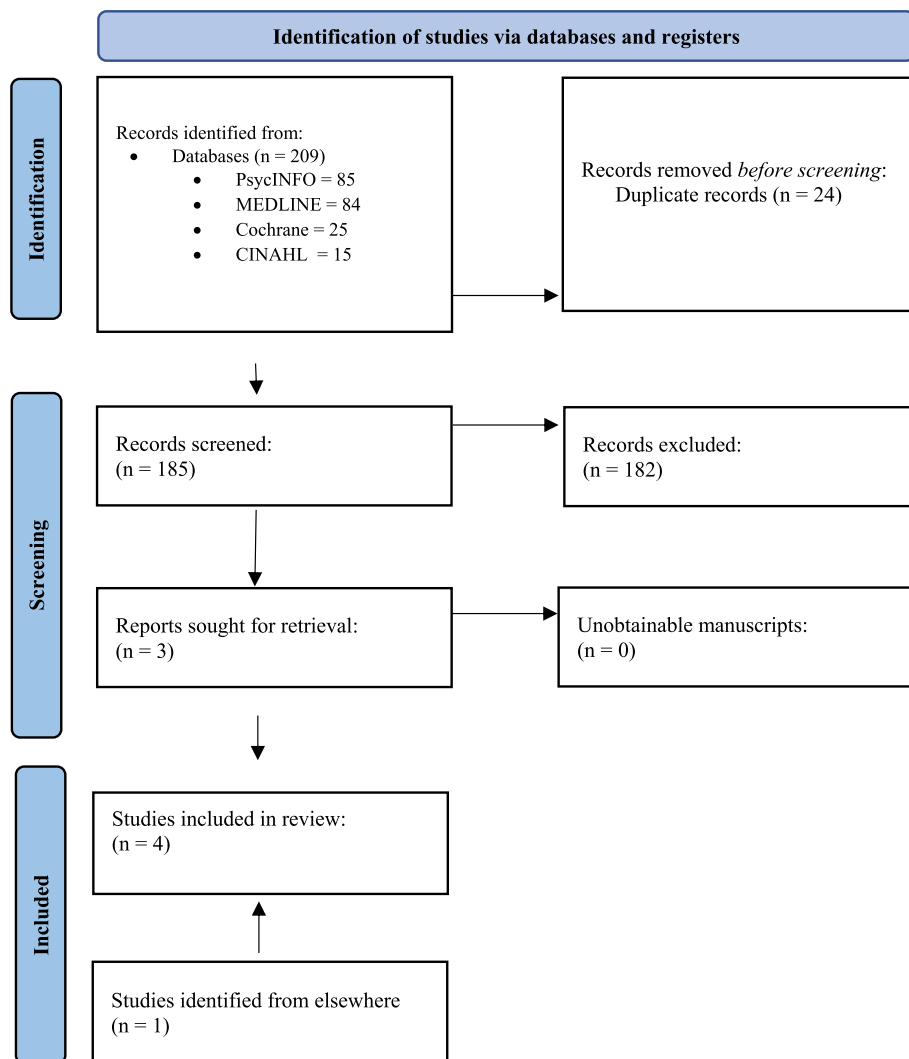 Identification of studies via databases and registers
Identification
Records identified from:
• Databases (n = 209)
• PsycINFO = 85
• MEDLINE = 84
• Cochrane = 25
• CINAHL = 15
Records removed before screening:
Duplicate records (n = 24)
Screening
Records screened:
(n = 185)
Records excluded:
(n = 182)
Reports sought for retrieval:
(n = 3)
Unobtainable manuscripts:
(n = 0)
Included
Studies included in review:
(n = 4)
Studies identified from elsewhere
(n = 1)